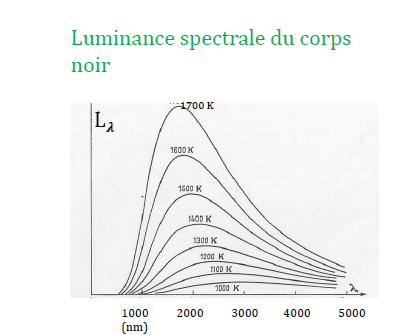 Luminance spectrale du corps
noir
1700 K
Lλ
1600 K
1500 K
1400 K
1300 K
1200 K
1100 K
1000 K
λ
1000 2000 3000 4000 5000
(nm)